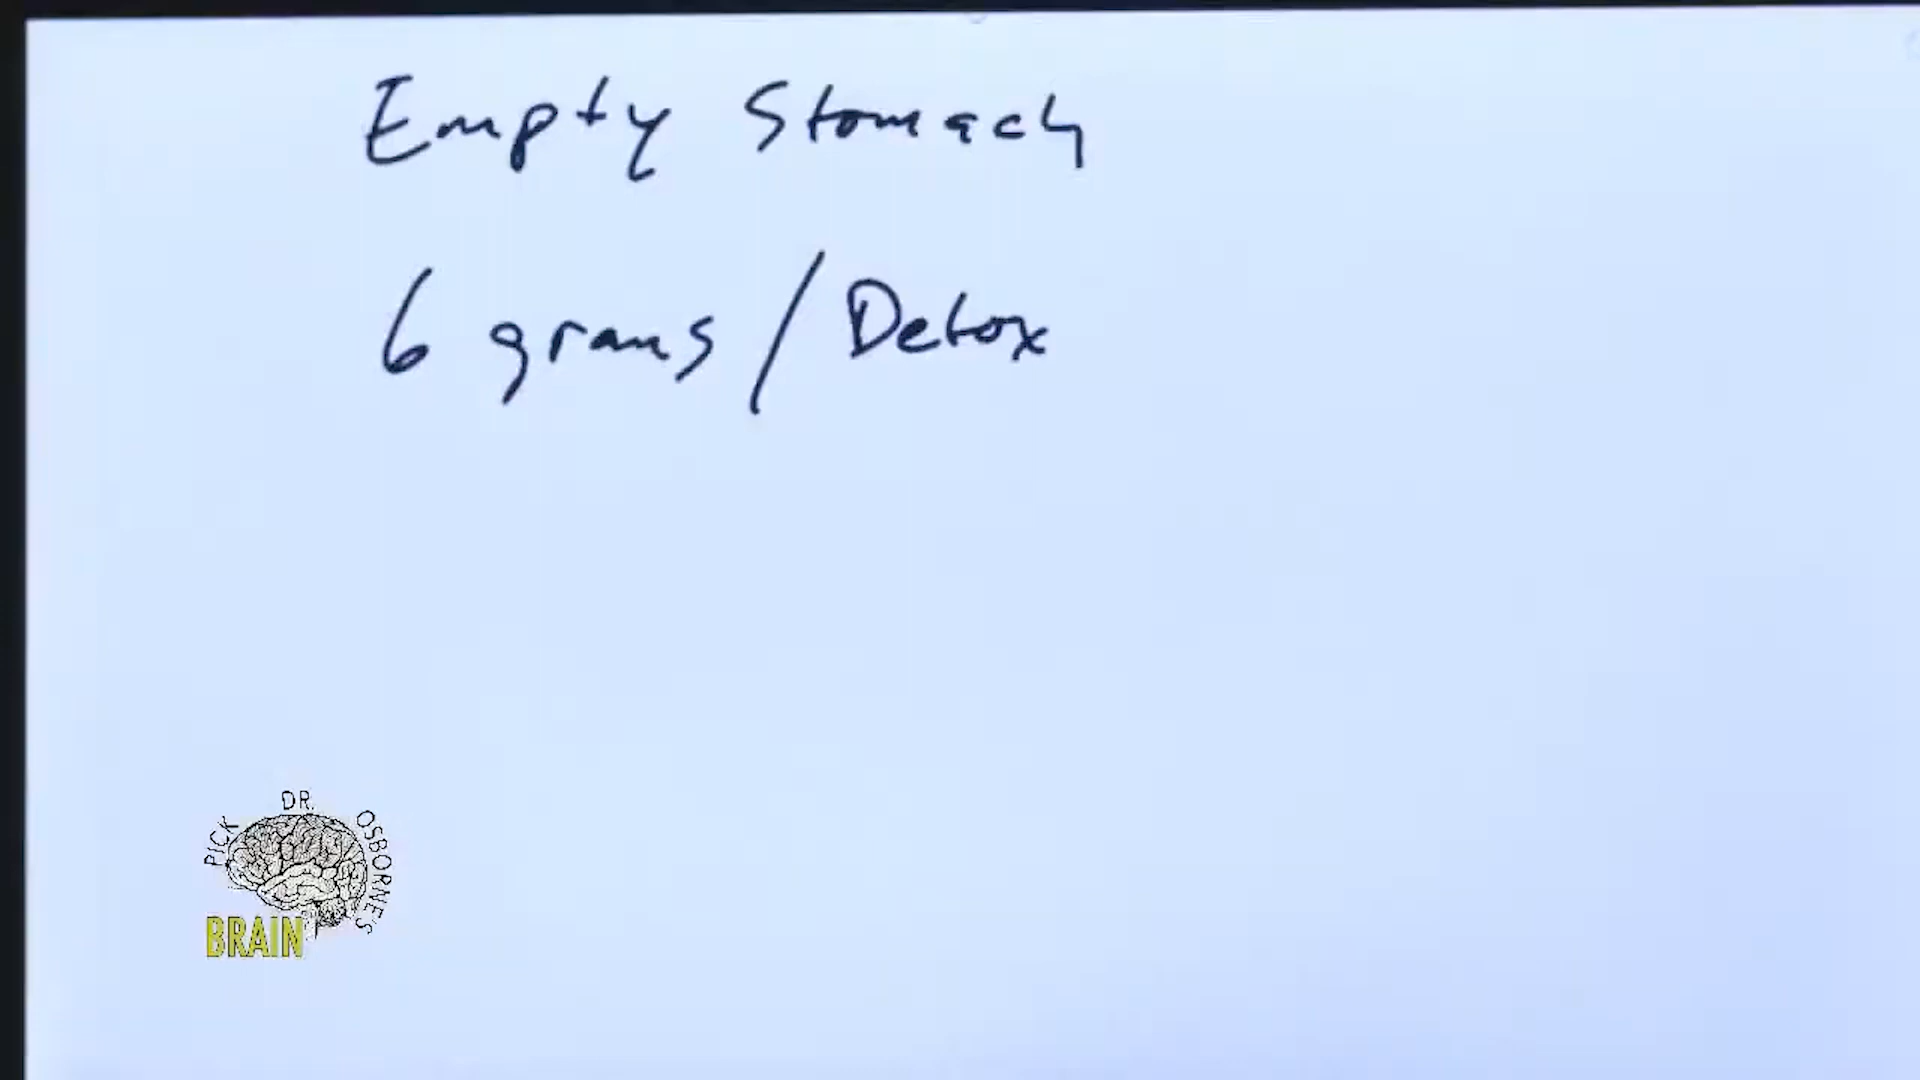 Empty Stomach
6 grams / Detox
PICK DR. OSBORNE'S
BRAIN